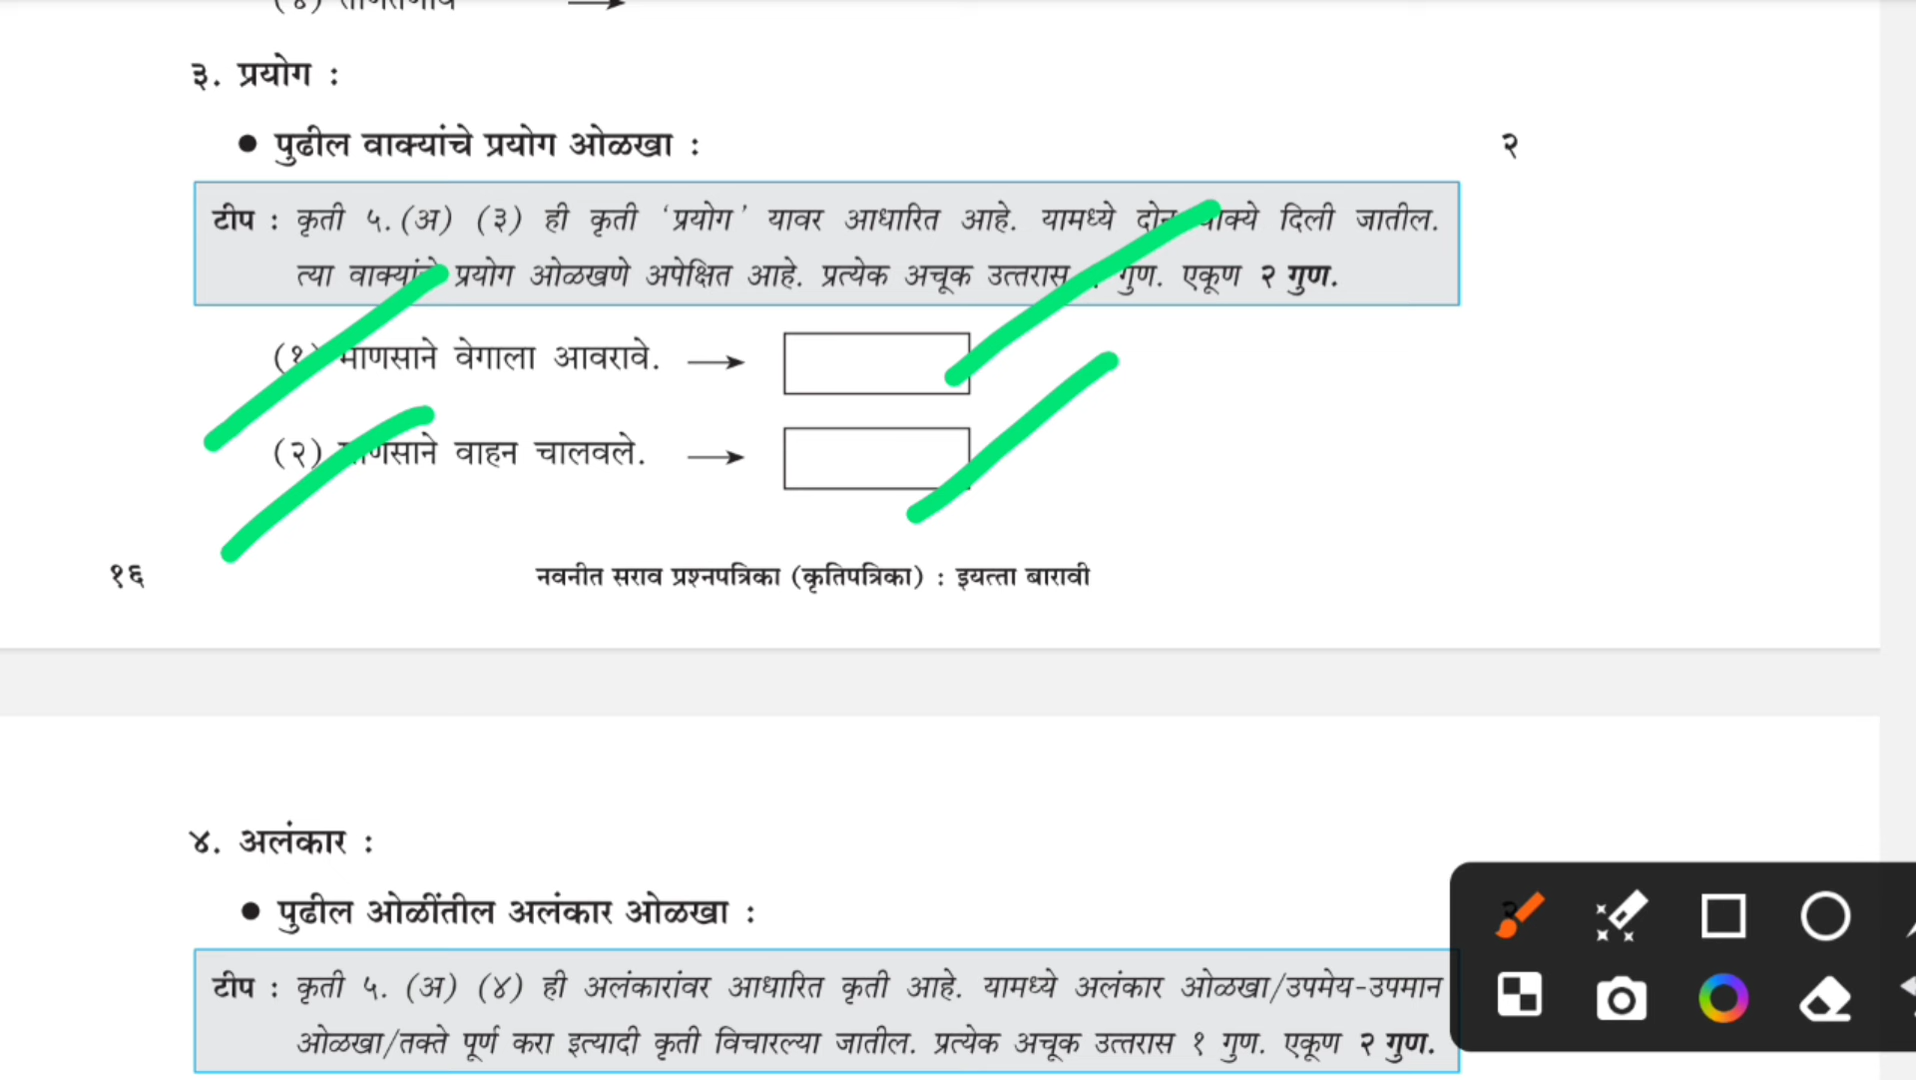 ३. प्रयोग :
● पुढील वाक्यांचे प्रयोग ओळखा : २
टीप : कृती ५. (अ) (३) ही कृती ‘प्रयोग’ यावर आधारित आहे. यामध्ये दोन वाक्ये दिली जातील.
त्या वाक्यांचे प्रयोग ओळखणे अपेक्षित आहे. प्रत्येक अचूक उत्तरास गुण. एकूण २ गुण.
(१) माणसाने वेगाला आवरावे. →
(२) माणसाने वाहन चालवले. →
१६ नवनीत सराव प्रश्नपत्रिका (कृतिपत्रिका) : इयत्ता बारावी
४. अलंकार :
● पुढील ओळींतील अलंकार ओळखा :
टीप : कृती ५. (अ) (४) ही अलंकारांवर आधारित कृती आहे. यामध्ये अलंकार ओळखा/उपमेय-उपमान
ओळखा/तक्ते पूर्ण करा इत्यादी कृती विचारल्या जातील. प्रत्येक अचूक उत्तरास १ गुण. एकूण २ गुण.